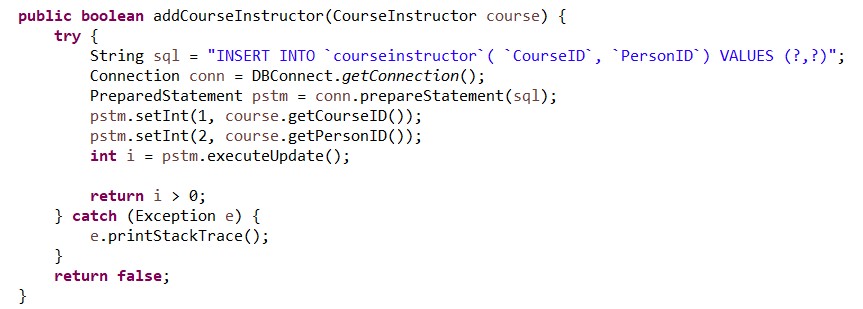 public boolean addCourseInstructor(CourseInstructor course) {
    try {
        String sql = "INSERT INTO `courseinstructor`( `CourseID`, `PersonID`) VALUES (?,?)";
        Connection conn = DBConnect.getConnection();
        PreparedStatement pstm = conn.prepareStatement(sql);
        pstm.setInt(1, course.getCourseID());
        pstm.setInt(2, course.getPersonID());
        int i = pstm.executeUpdate();

        return i > 0;
    } catch (Exception e) {
        e.printStackTrace();
    }
    return false;
}